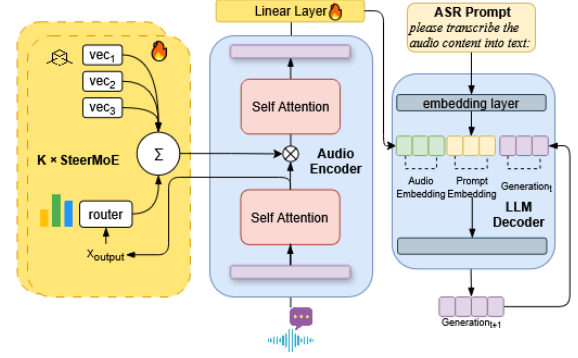 Linear Layer
ASR Prompt
please transcribe the
audio content into text:
vec1
vec2
vec3
Σ
K × SteerMoE
router
Xoutput
Self Attention
Audio
Encoder
Self Attention
embedding layer
Audio
Embedding
Prompt
Embedding
Generationt
LLM
Decoder
Generationt+1